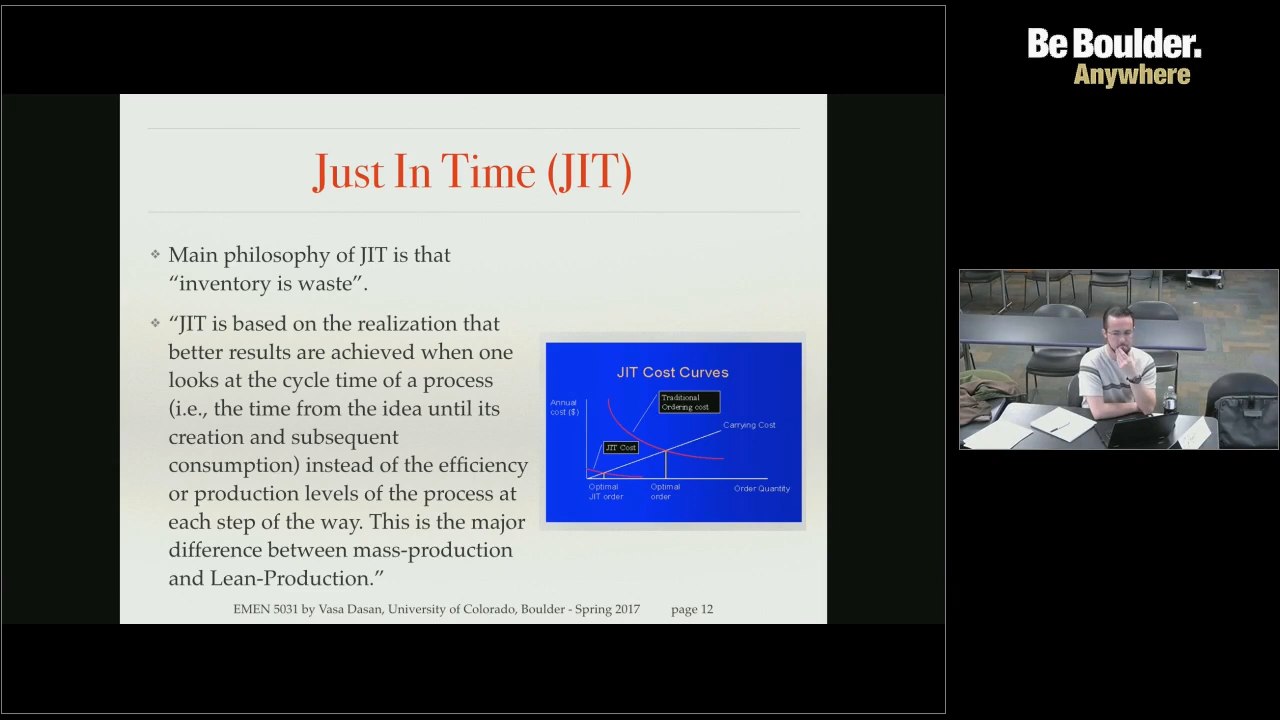 Be Boulder.
Anywhere
Just In Time (JIT)
❖ Main philosophy of JIT is that
“inventory is waste”.
❖ “JIT is based on the realization that
better results are achieved when one
looks at the cycle time of a process
(i.e., the time from the idea until its
creation and subsequent
consumption) instead of the efficiency
or production levels of the process at
each step of the way. This is the major
difference between mass-production
and Lean-Production.”
JIT Cost Curves
Annual
cost ($)
Traditional
Ordering cost
Carrying Cost
JIT Cost
Optimal
JIT order
Optimal
order
Order Quantity
EMEN 5031 by Vasa Dasan, University of Colorado, Boulder - Spring 2017 page 12